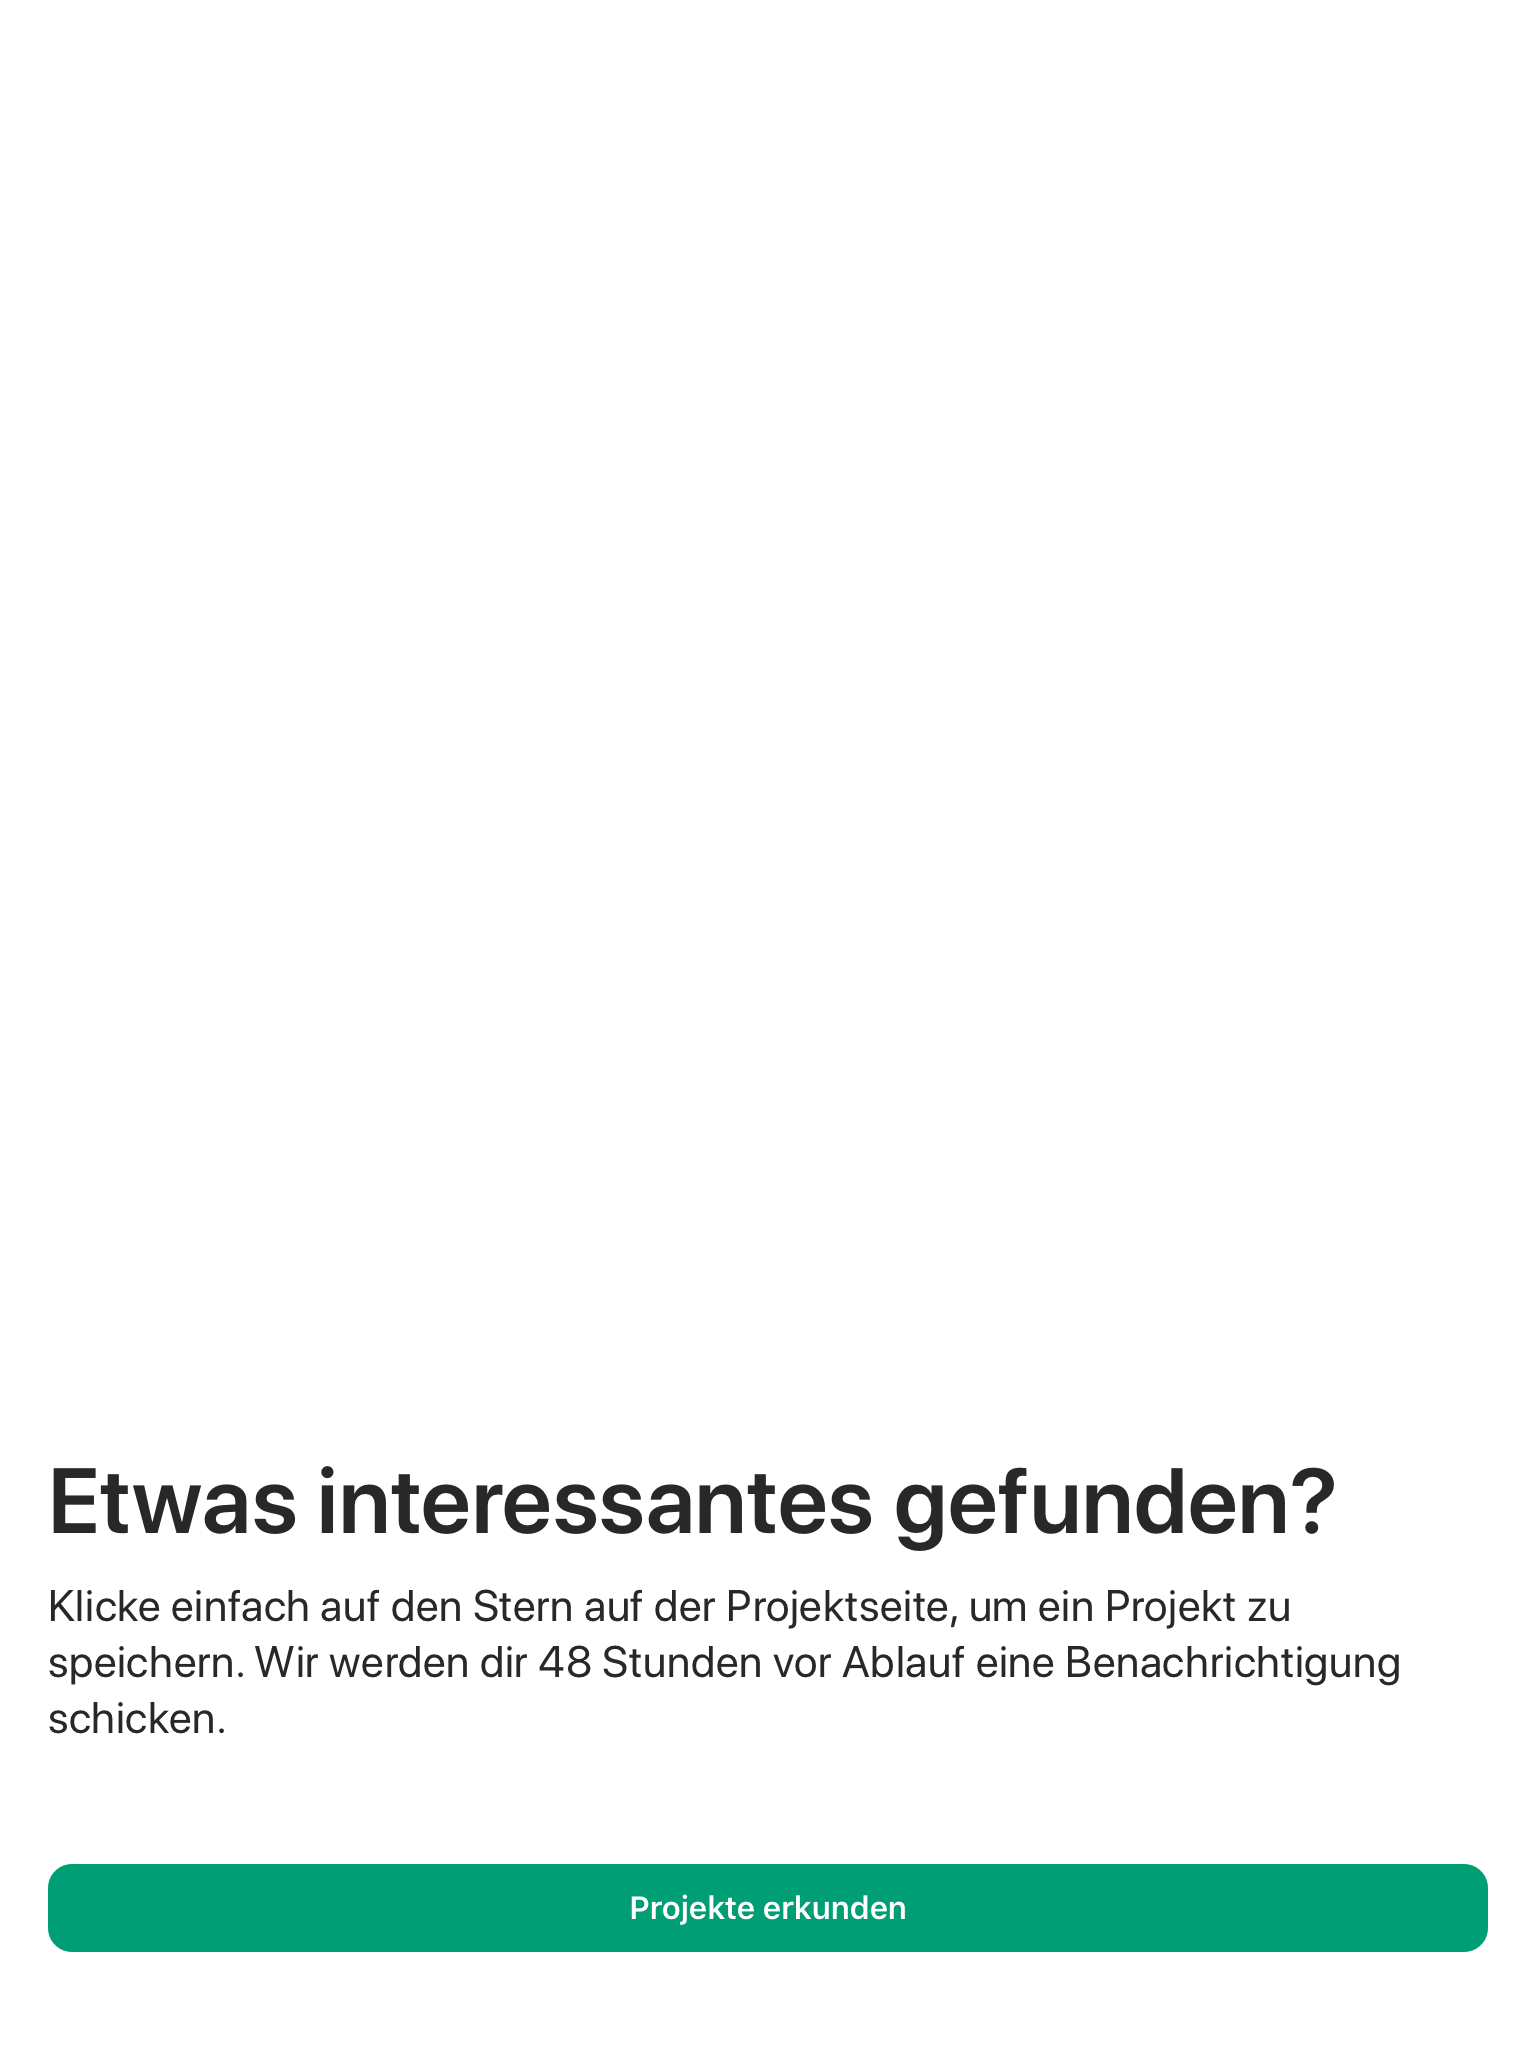 Etwas interessantes gefunden?
Klicke einfach auf den Stern auf der Projektseite, um ein Projekt zu
speichern. Wir werden dir 48 Stunden vor Ablauf eine Benachrichtigung
schicken.
Projekte erkunden